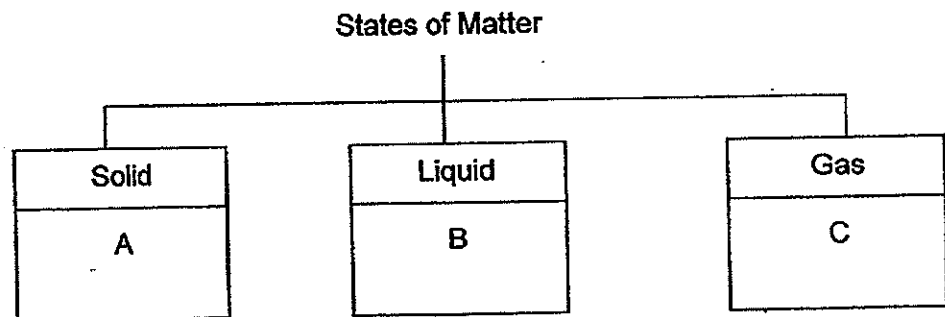 States of Matter
Solid
Liquid
Gas
A
B
C